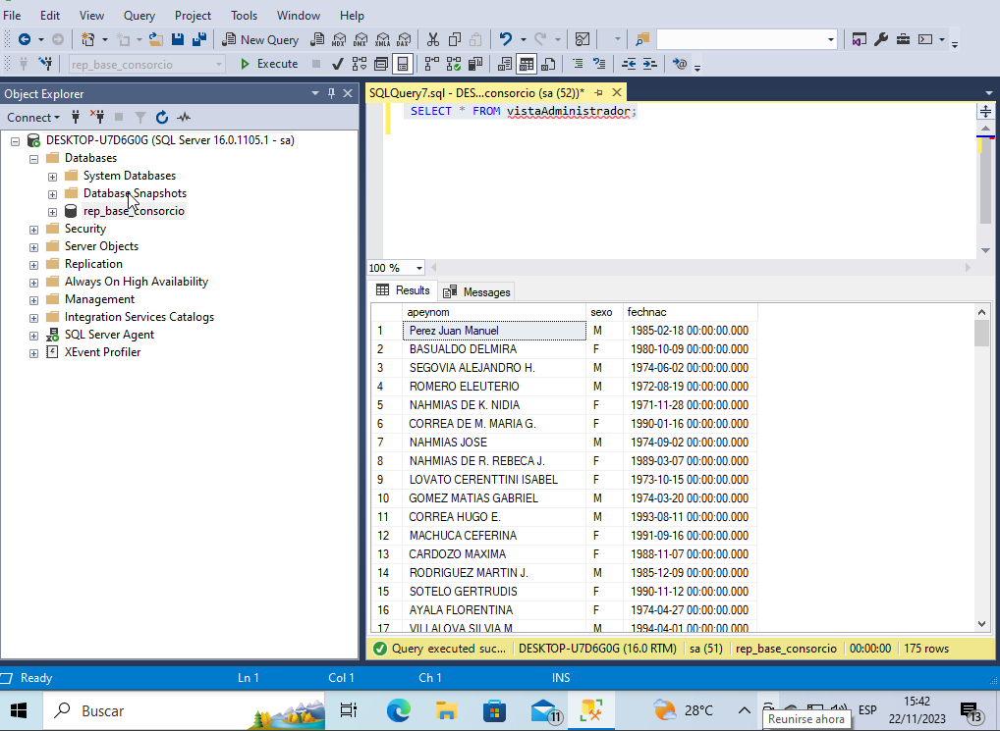 File Edit View Query Project Tools Window Help
New Query MDX DMX XMLA DAX
rep_base_consorcio Execute
Object Explorer
Connect
DESKTOP-U7D6G0G (SQL Server 16.0.1105.1 - sa)
Databases
System Databases
Database Snapshots
rep_base_consorcio
Security
Server Objects
Replication
Always On High Availability
Management
Integration Services Catalogs
SQL Server Agent
XEvent Profiler
SQLQuery7.sql - DES...consorcio (sa (52))*
SELECT * FROM vistaAdministrador;
100 %
Results Messages
apeynom sexo fechnac
1 Perez Juan Manuel M 1985-02-18 00:00:00.000
2 BASUALDO DELMIRA F 1980-10-09 00:00:00.000
3 SEGOVIA ALEJANDRO H. M 1974-06-02 00:00:00.000
4 ROMERO ELEUTERIO M 1972-08-19 00:00:00.000
5 NAHMIAS DE K. NIDIA F 1971-11-28 00:00:00.000
6 CORREA DE M. MARIA G. F 1990-01-16 00:00:00.000
7 NAHMIAS JOSE M 1974-09-02 00:00:00.000
8 NAHMIAS DE R. REBECA J. F 1989-03-07 00:00:00.000
9 LOVATO CERENTTINI ISABEL F 1973-10-15 00:00:00.000
10 GOMEZ MATIAS GABRIEL M 1974-03-20 00:00:00.000
11 CORREA HUGO E. M 1993-08-11 00:00:00.000
12 MACHUCA CEFERINA F 1991-09-16 00:00:00.000
13 CARDOZO MAXIMA F 1988-11-07 00:00:00.000
14 RODRIGUEZ MARTIN J. M 1985-12-09 00:00:00.000
15 SOTELO GERTRUDIS F 1990-11-12 00:00:00.000
16 AYALA FLORENTINA F 1974-04-27 00:00:00.000
17 VILLALOVA SILVIA M M 1994-04-01 00:00:00.000
Query executed suc... DESKTOP-U7D6G0G (16.0 RTM) sa (51) rep_base_consorcio 00:00:00 175 rows
Ready Ln 1 Col 1 Ch 1 INS
Buscar 11 28°C ESP 15:42
22/11/2023 13
Reunirse ahora